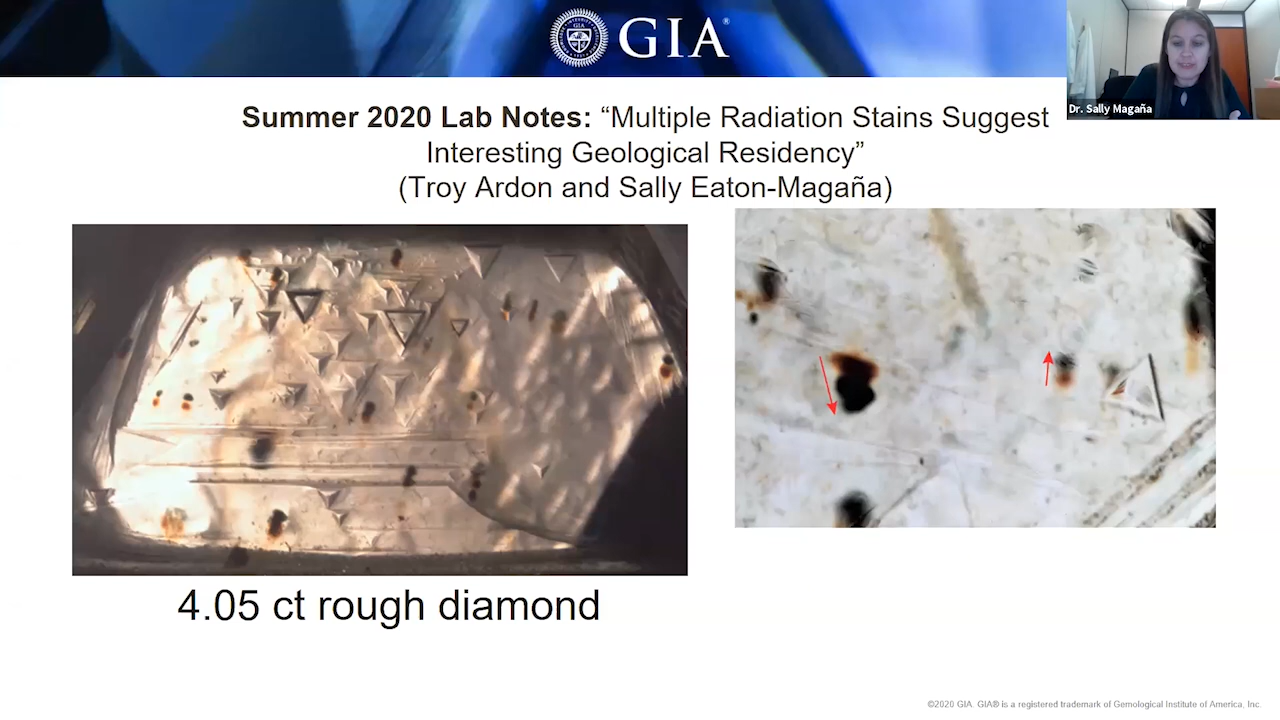 GIA
GIA®
Dr. Sally Magaña
Summer 2020 Lab Notes: “Multiple Radiation Stains Suggest
Interesting Geological Residency”
(Troy Ardon and Sally Eaton-Magaña)
4.05 ct rough diamond
©2020 GIA. GIA® is a registered trademark of Gemological Institute of America, Inc.